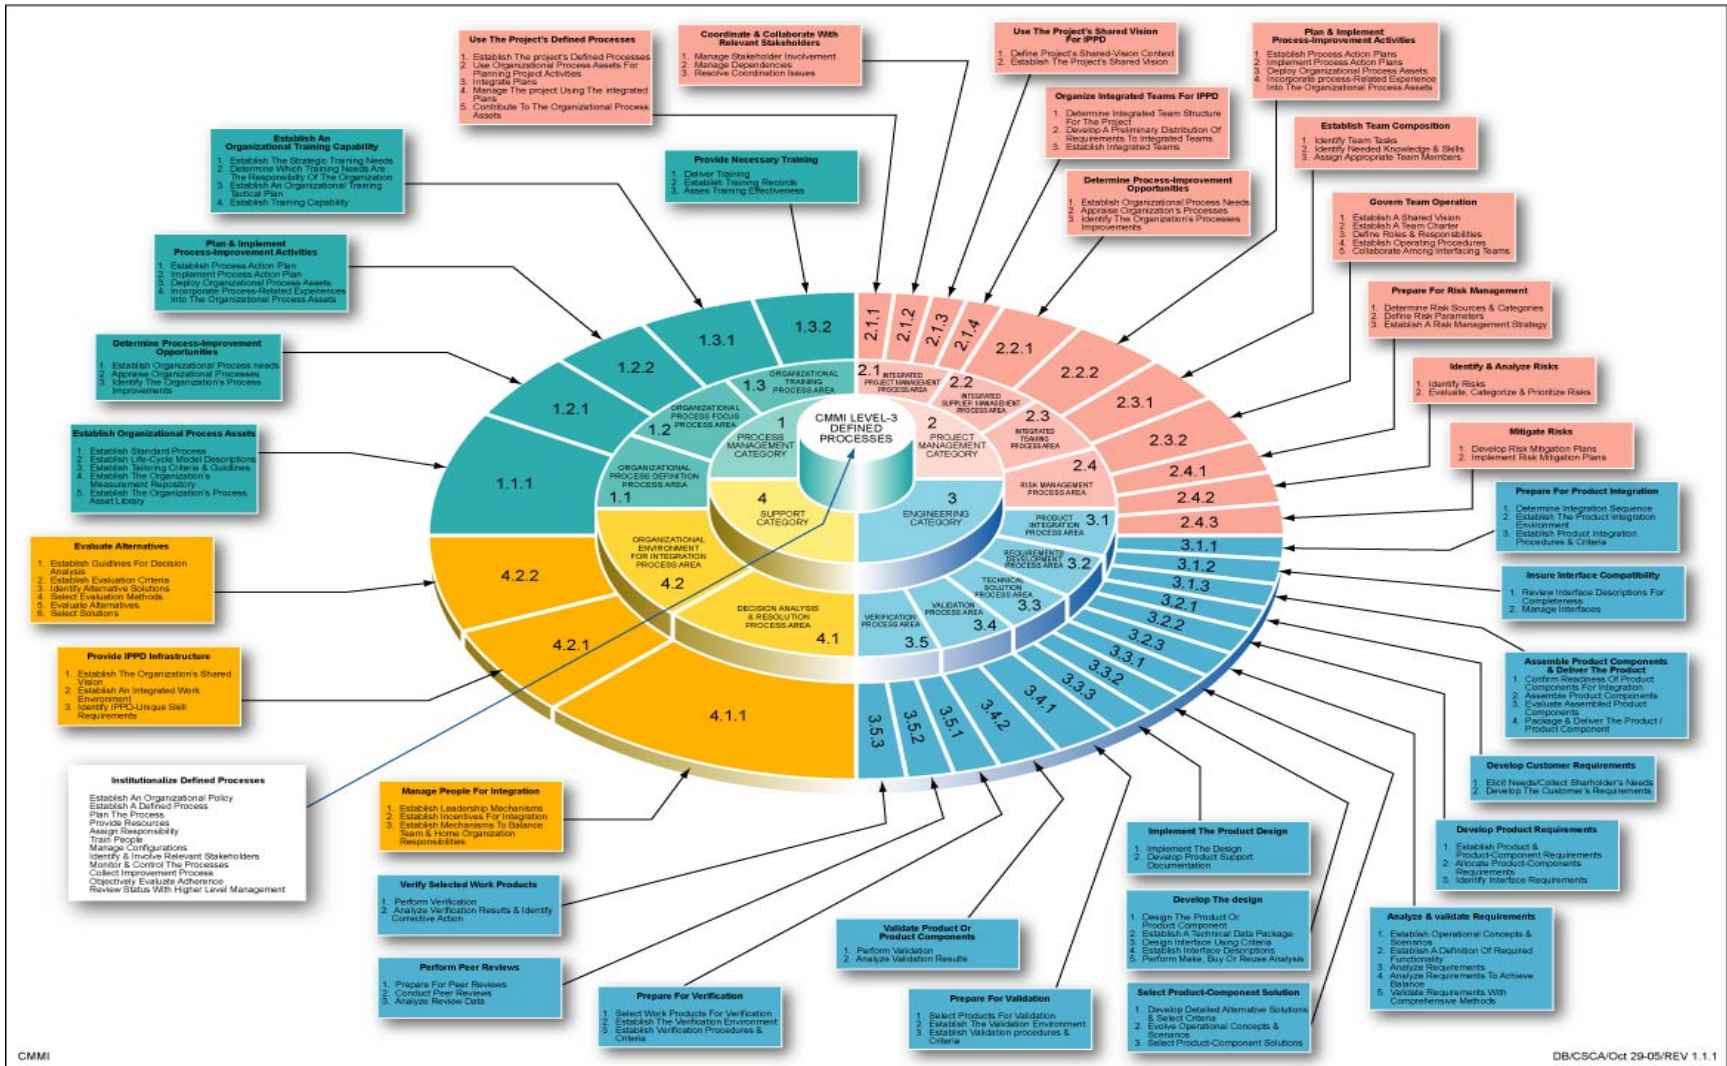 Use The Project's Defined Processes
1. Establish The project's Defined Processes
2. Use Organizational Process Assets For
Planning Project Activities
3. Integrate Plans
4. Manage The project Using The integrated
Plans
5. Contribute To The Organizational Process
Assets
Coordinate & Collaborate With
Relevant Stakeholders
1. Manage Stakeholder Involvement
2. Manage Dependencies
3. Resolve Coordination Issues
Use The Project's Shared Vision
For IPPD
1. Define Project's Shared-Vision Context
2. Establish The Project's Shared Vision
Plan & Implement
Process-Improvement Activities
1. Establish Process Action Plans
2. Implement Process Action Plans
3. Deploy Organizational Process Assets
4. Incorporate process-Related Experience
Into The Organizational Process Assets
Organize Integrated Teams For IPPD
1. Determine Integrated Team Structure
For The Project
2. Develop A Preliminary Distribution Of
Requirements To Integrated Teams
3. Establish Integrated Teams
Establish Team Composition
1. Identify Team Tasks
2. Identify Needed Knowledge & Skills
3. Assign Appropriate Team Members
Establish An
Organizational Training Capability
1. Establish The Strategic Training Needs
2. Determine Which Training Needs Are
The Responsibilty Of The Organization
3. Establish An Organizational Training
Tactical Plan
4. Establish Training Capability
Provide Necessary Training
1. Deliver Training
2. Establish Training Records
3. Asses Training Effectiveness
Determine Process-Improvement
Opportunities
1. Establish Organizational Process Needs
2. Appraise Organization's Processes
3. Identify The Organization's Processes
Improvements
Govern Team Operation
1. Establish A Shared Vision
2. Establish A Team Charter
3. Define Roles & Responsbilities
4. Establish Operating Procedures
5. Collaborate Among Interfacing Teams
Plan & Implement
Process-Improvement Activities
1. Establish Process Action Plan
2. Implement Process Action Plan
3. Deploy Organizational Process Assets
4. Incorporate Process-Related Experiences
Into The Organizational Process Assets
Prepare For Risk Management
1. Determine Risk Sources & Categories
2. Define Risk Parameters
3. Establish A Risk Management Strategy
Determine Process-Improvement
Opportunities
1. Establish Organizational Process needs
2. Appraise Organizational Processes
3. Identify The Organization's Process
Improvements
Identify & Analyze Risks
1. Identify Risks
2. Evaluate, Categorize & Prioritize Risks
Establish Organizational Process Assets
1. Establish Standard Process
2. Establish Life-Cycle Model Descriptions
3. Establish Tailoring Criteria & Guidlines
4. Establish The Organization's
Measurement Repository
5. Establish The Organization's Process
Asset Library
Mitigate Risks
1. Develop Risk Mitigation Plans
2. Implement Risk Mitigation Plans
1.3.2
1.3.1
1.2.2
1.2.1
1.1.1
2.1.1
2.1.2
2.1.3
2.1.4
2.2.1
2.2.2
2.3.1
2.3.2
2.4.1
2.4.2
2.4.3
1.3
ORGANIZATIONAL
TRAINING
PROCESS AREA
1.2
ORGANIZATIONAL
PROCESS FOCUS
PROCESS AREA
ORGANIZATIONAL
PROCESS DEFINITION
PROCESS AREA
1.1
2.1
INTEGRATED
PROJECT MANAGEMENT
PROCESS AREA
2.2
INTEGRATED
SUPPLIER MANAGEMENT
PROCESS AREA
2.3
INTEGRATED
TEAMING
PROCESS AREA
2.4
RISK MANAGEMENT
PROCESS AREA
CMMI LEVEL-3
DEFINED
PROCESSES
1
PROCESS
MANAGEMENT
CATEGORY
2
PROJECT
MANAGEMENT
CATEGORY
4
SUPPORT
CATEGORY
3
ENGINEERING
CATEGORY
PRODUCT
INTEGRATION
PROCESS AREA
3.1
REQUIREMENTS
DEVELOPMENT
PROCESS AREA
3.2
TECHNICAL
SOLUTION
PROCESS AREA
3.3
VALIDATION
PROCESS AREA
3.4
VERIFICATION
PROCESS AREA
3.5
ORGANIZATIONAL
ENVIRONMENT
FOR INTEGRATION
PROCESS AREA
4.2
DECISION ANALYSIS
& RESOLUTION
PROCESS AREA
4.1
4.2.2
4.2.1
4.1.1
3.1.1
3.1.2
3.1.3
3.2.1
3.2.2
3.2.3
3.3.1
3.3.2
3.3.3
3.4.1
3.4.2
3.5.1
3.5.2
3.5.3
Prepare For Product Integration
1. Determine Integration Sequence
2. Establish The Product Integration
Environment
3. Establish Product Integration
Procedures & Criteria
Evaluate Alternatives
1. Establish Guidlines For Decision
Analysis
2. Establish Evaluation Criteria
3. Identify Alternative Solutions
4. Select Evaluation Methods
5. Evaluate Alternatives
6. Select Solutions
Insure Interface Compatibility
1. Review Interface Descriptions For
Completeness
2. Manage Interfaces
Provide IPPD Infrastructure
1. Establish The Organization's Shared
Vision
2. Establish An Integrated Work
Environment
3. Identify IPPD-Unique Skill
Requirements
Assemble Product Components
& Deliver The Product
1. Confirm Readiness Of Product
Components For Integration
2. Assemble Product Components
3. Evaluate Assembled Product
Components
4. Package & Deliver The Product /
Product Component
Institutionalize Defined Processes
Establish An Organizational Policy
Establish A Defined Process
Plan The Process
Provide Resources
Assign Responsibility
Train People
Manage Configurations
Identify & Involve Relevant Stakeholders
Monitor & Control The Processes
Collect Improvement Process
Objectively Evaluate Adherence
Review Status With Higher Level Management
Manage People For Integration
1. Establish Leadership Mechanisms
2. Establish Incentives For Integration
3. Establish Mechanisms To Balance
Team & Home Organization
Responsibilities
Develop Customer Requirements
1. Elicit Needs/Collect Sharholder's Needs
2. Develop The Customer's Requirements
Implement The Product Design
1. Implement The Design
2. Develop Product Support
Documentation
Develop Product Requirements
1. Establish Product &
Product-Component Requirements
2. Allocate Product-Components
Requirements
3. Identify Interface Requirements
Verify Selected Work Products
1. Perform Verification
2. Analyze Verification Results & Identify
Corrective Action
Develop The design
1. Design The Product Or
Product Component
2. Establish A Technical Data Package
3. Design Interface Using Criteria
4. Establish Interface Descriptions
5. Perform Make, Buy Or Reuse Analysis
Analyze & validate Requirements
1. Establish Operational Concepts &
Scenarios
2. Establish A Definition Of Required
Functionality
3. Analyze Requirements
4. Analyze Requirements To Achieve
Balance
5. Validate Requirements With
Comprehensive Methods
Validate Product Or
Product Components
1. Perform Validation
2. Analyze Validation Results
Perform Peer Reviews
1. Prepare For Peer Reviews
2. Conduct Peer Reviews
3. Analyze Review Data
Prepare For Verification
1. Select Work Products For Verification
2. Establish The Verification Environment
3. Establish Verification Procedures &
Criteria
Prepare For Validation
1. Select Products For Validation
2. Establish The Validation Environment
3. Establish Validation procedures &
Criteria
Select Product-Component Solution
1. Develop Detailed Alternative Solutions
& Select Criteria
2. Evolve Operational Concepts &
Scenarios
3. Select Product-Component Solutions
CMMI
DB/CSCA/Oct 29-05/REV 1.1.1